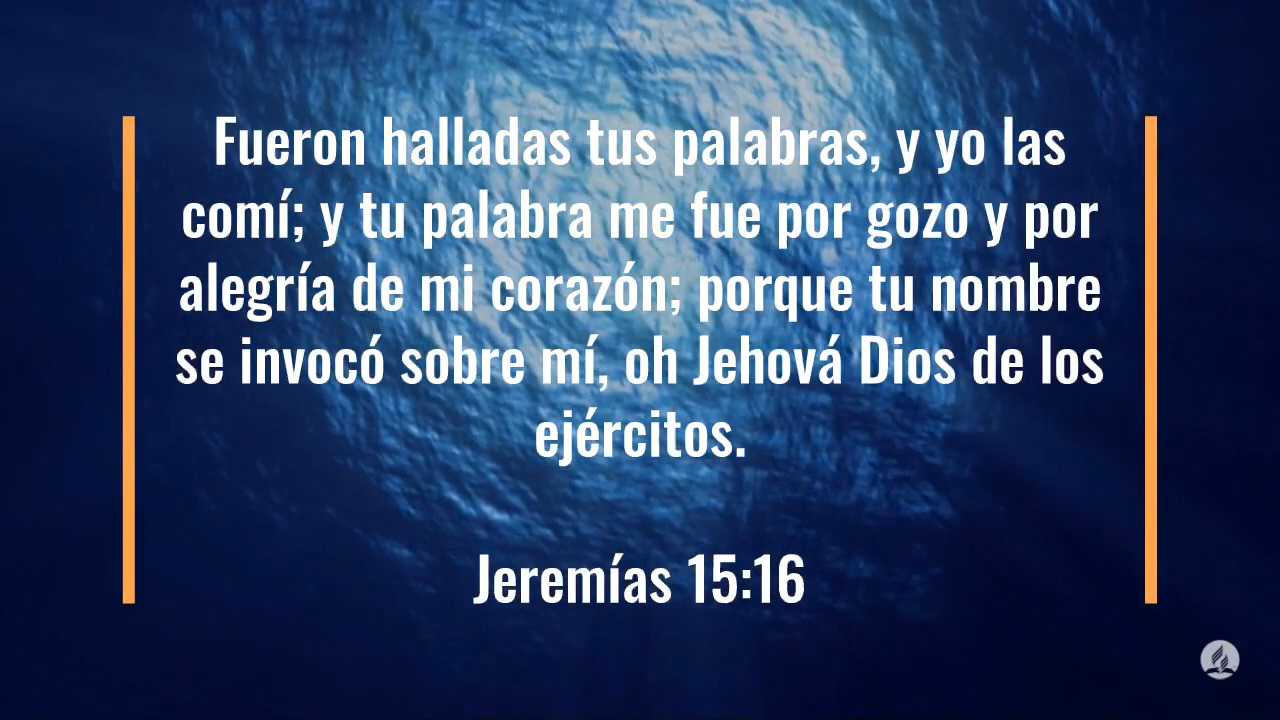 Fueron halladas tus palabras, y yo las
comí; y tu palabra me fue por gozo y por
alegría de mi corazón; porque tu nombre
se invocó sobre mí, oh Jehová Dios de los
ejércitos.
Jeremías 15:16